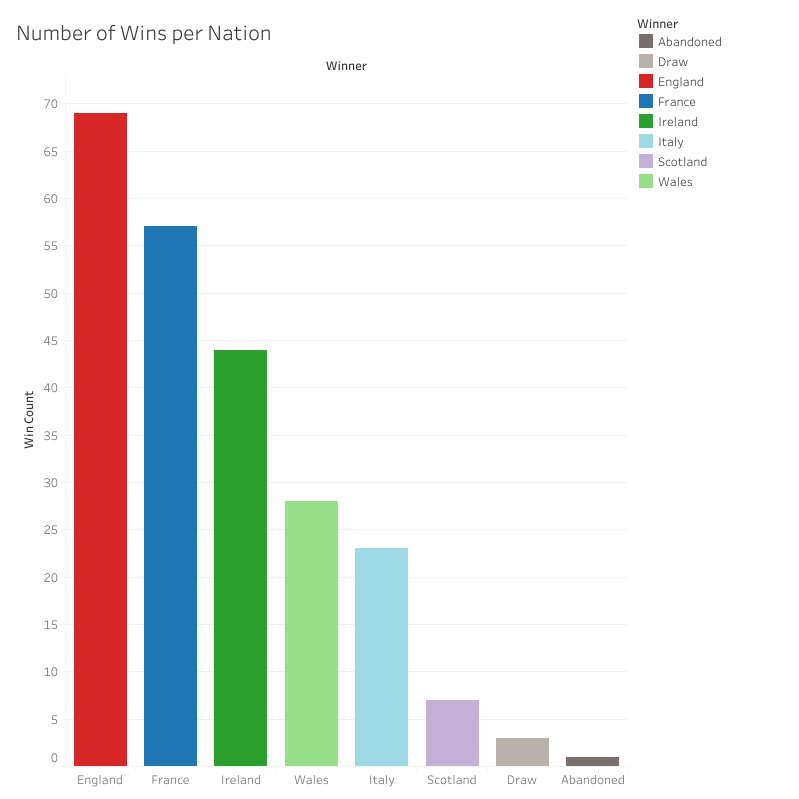 Number of Wins per Nation
Winner
70
65
60
55
50
45
40
35
30
25
20
15
10
5
0
Win Count
England France Ireland Wales Italy Scotland Draw Abandoned
Winner
Abandoned
Draw
England
France
Ireland
Italy
Scotland
Wales